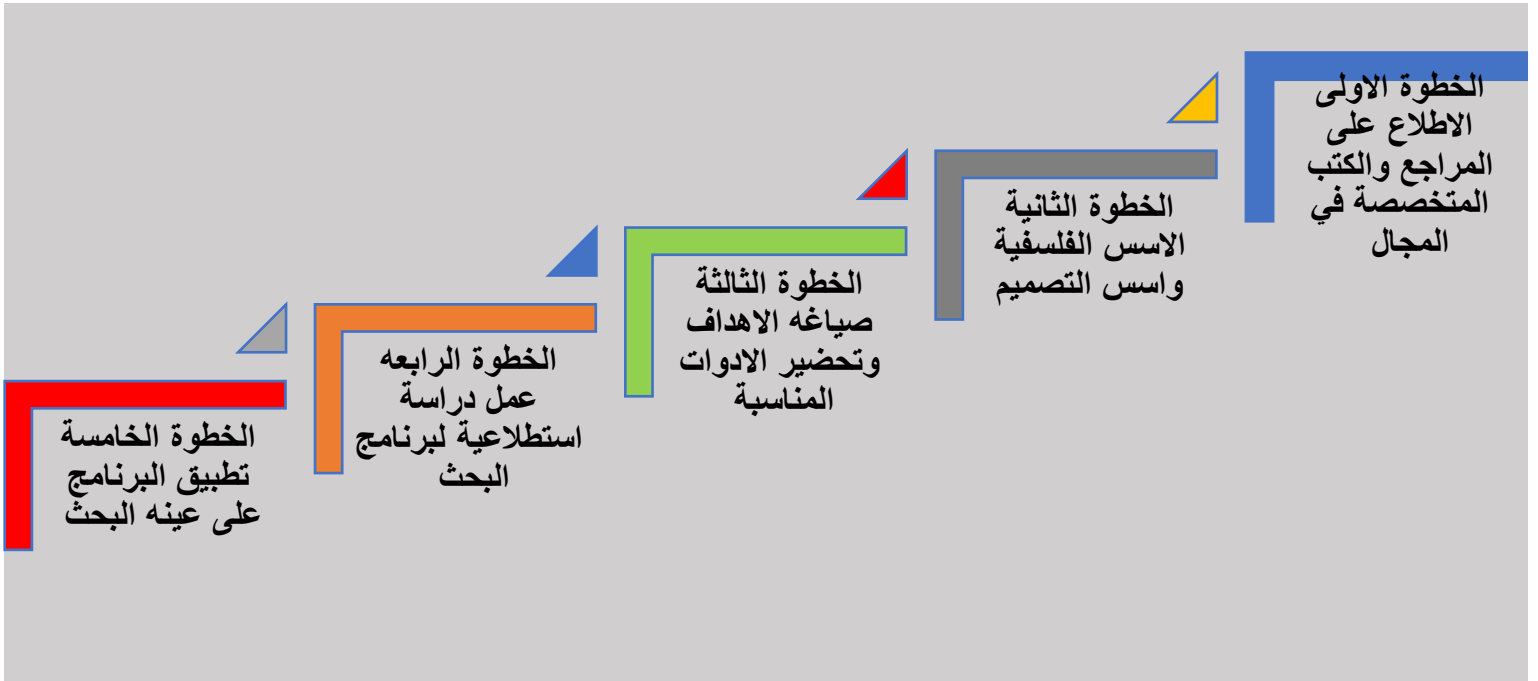 الخطوة الاولى
الاطلاع على
المراجع والكتب
المتخصصة في
المجال
الخطوة الثانية
الاسس الفلسفية
واسس التصميم
الخطوة الثالثة
صياغه الاهداف
وتحضير الادوات
المناسبة
الخطوة الرابعه
عمل دراسة
استطلاعية لبرنامج
البحث
الخطوة الخامسة
تطبيق البرنامج
على عينه البحث